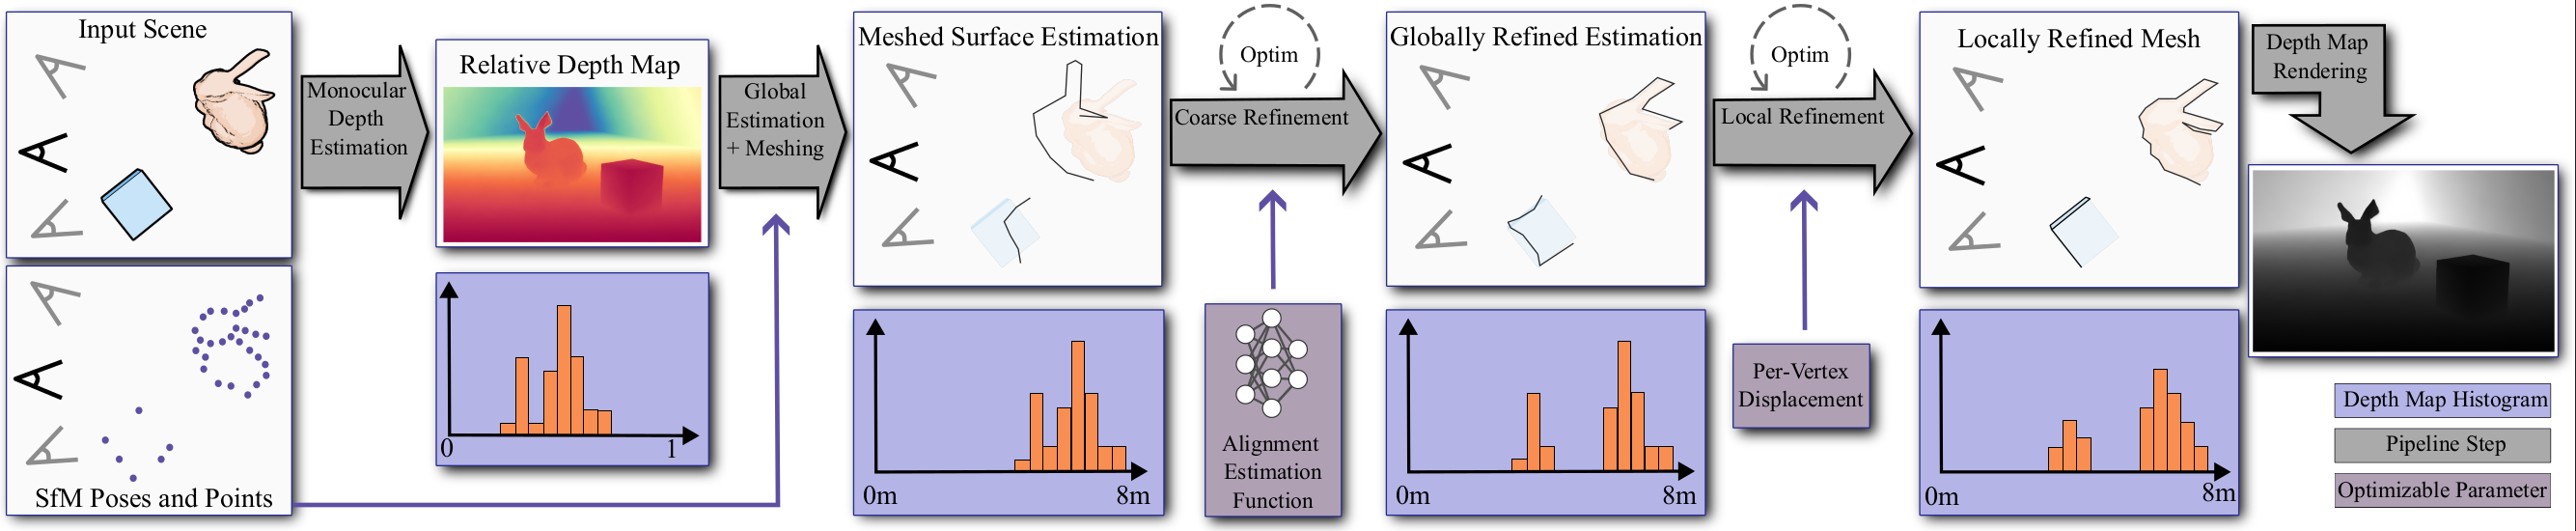 Input Scene
SfM Poses and Points
Monocular
Depth
Estimation
Relative Depth Map
0
1
Global
Estimation
+ Meshing
Meshed Surface Estimation
0m
8m
Optim
Coarse Refinement
Alignment
Estimation
Function
Globally Refined Estimation
0m
8m
Optim
Local Refinement
Per-Vertex
Displacement
Locally Refined Mesh
0m
8m
Depth Map
Rendering
Depth Map Histogram
Pipeline Step
Optimizable Parameter